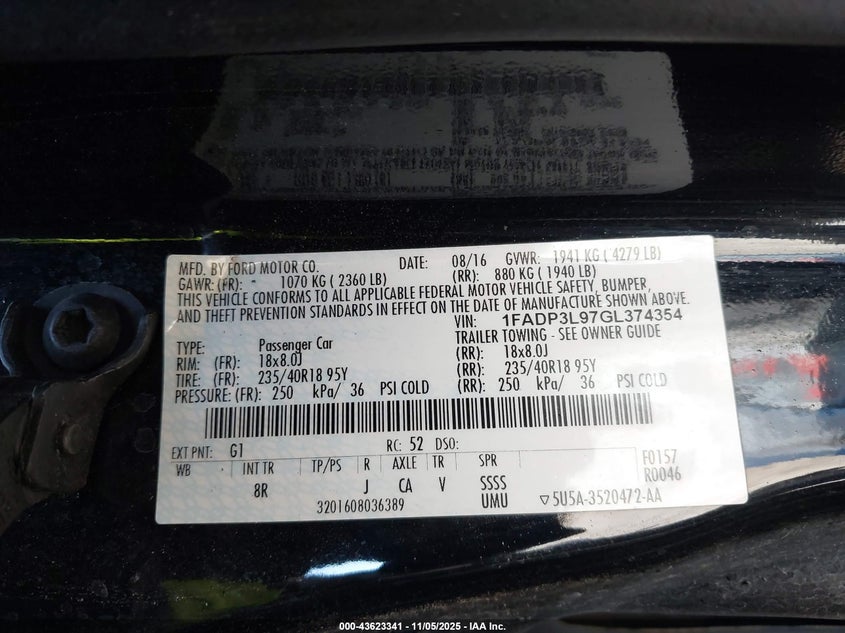 MFD. BY FORD MOTOR CO. DATE: 08/16 GVWR: 1941 KG ( 4279 LB)
GAWR: (FR): 1070 KG ( 2360 LB) (RR): 880 KG ( 1940 LB)
THIS VEHICLE CONFORMS TO ALL APPLICABLE FEDERAL MOTOR VEHICLE SAFETY, BUMPER,
AND THEFT PREVENTION STANDARDS IN EFFECT ON THE DATE OF MANUFACTURE SHOWN ABOVE.
VIN: 1FADP3L97GL374354
TYPE: Passenger Car TRAILER TOWING - SEE OWNER GUIDE
RIM: (FR): 18x8.0J (RR): 18x8.0J
TIRE: (FR): 235/40R18 95Y (RR): 235/40R18 95Y
PRESSURE: (FR): 250 kPa/ 36 PSI COLD (RR): 250 kPa/ 36 PSI COLD
EXT PNT: G1 RC: 52 DSO: F0157
WB INT TR TP/PS R AXLE TR SPR R0046
8R J CA V SSSS
3201608036389 UMU ▽5U5A-3520472-AA
000-43623341 - 11/05/2025 - IAA Inc.